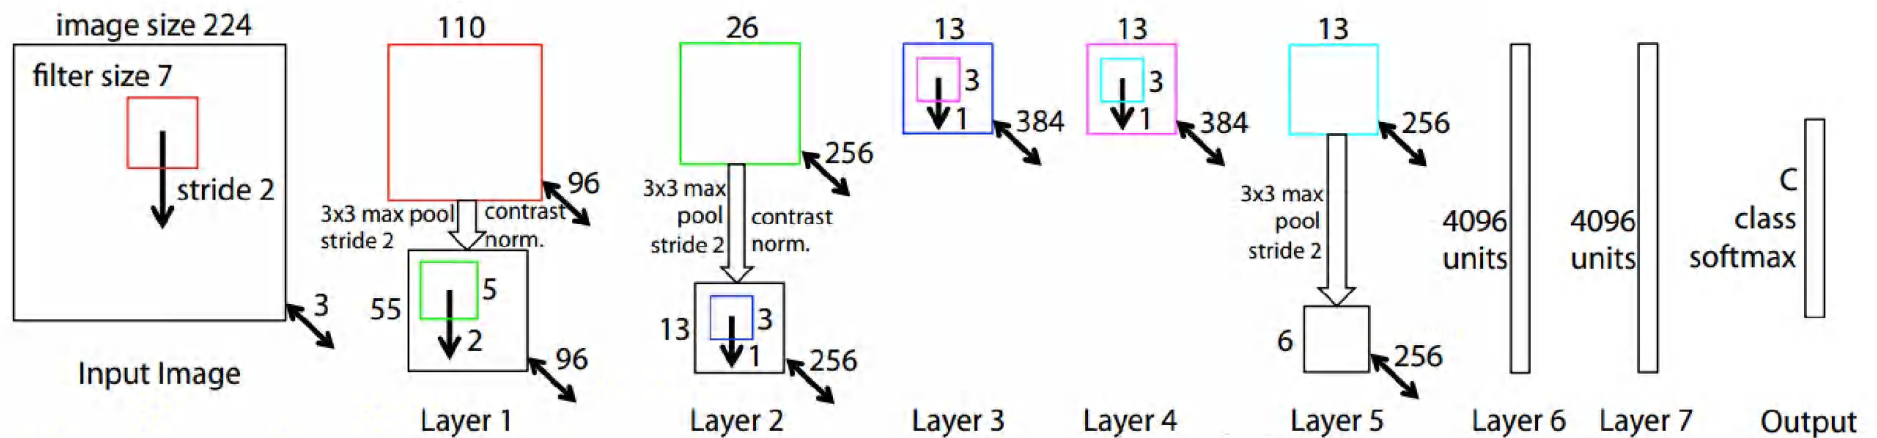 image size 224
filter size 7
stride 2
3
Input Image
110
96
3x3 max pool
stride 2
contrast
norm.
55
5
2
96
Layer 1
26
256
3x3 max
pool
stride 2
contrast
norm.
13
3
1
256
Layer 2
13
3
1
384
Layer 3
13
3
1
384
Layer 4
13
256
3x3 max
pool
stride 2
6
256
Layer 5
4096
units
Layer 6
4096
units
Layer 7
C
class
softmax
Output